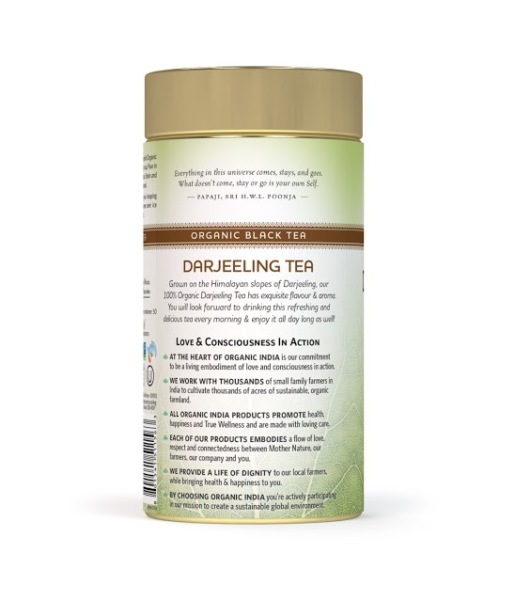 Everything in this universe comes, stays, and goes.
What doesn't come, stay or go is your own Self.
— PAPAJI, SRI H.W.L. POONJA —
ORGANIC BLACK TEA
DARJEELING TEA
Grown on the Himalayan slopes of Darjeeling, our
100% Organic Darjeeling Tea has exquisite flavour & aroma.
You will look forward to drinking this refreshing and
delicious tea every morning & enjoy it all day long as well!
LOVE & CONSCIOUSNESS IN ACTION
AT THE HEART OF ORGANIC INDIA is our commitment
to be a living embodiment of love and consciousness in action.
WE WORK WITH THOUSANDS of small family farmers in
India to cultivate thousands of acres of sustainable, organic
farmland.
ALL ORGANIC INDIA PRODUCTS PROMOTE health,
happiness and True Wellness and are made with loving care.
EACH OF OUR PRODUCTS EMBODIES a flow of love,
respect and connectedness between Mother Nature, our
farmers, our company and you.
WE PROVIDE A LIFE OF DIGNITY to our local farmers,
while bringing health & happiness to you.
BY CHOOSING ORGANIC INDIA you're actively participating
in our mission to create a sustainable global environment.